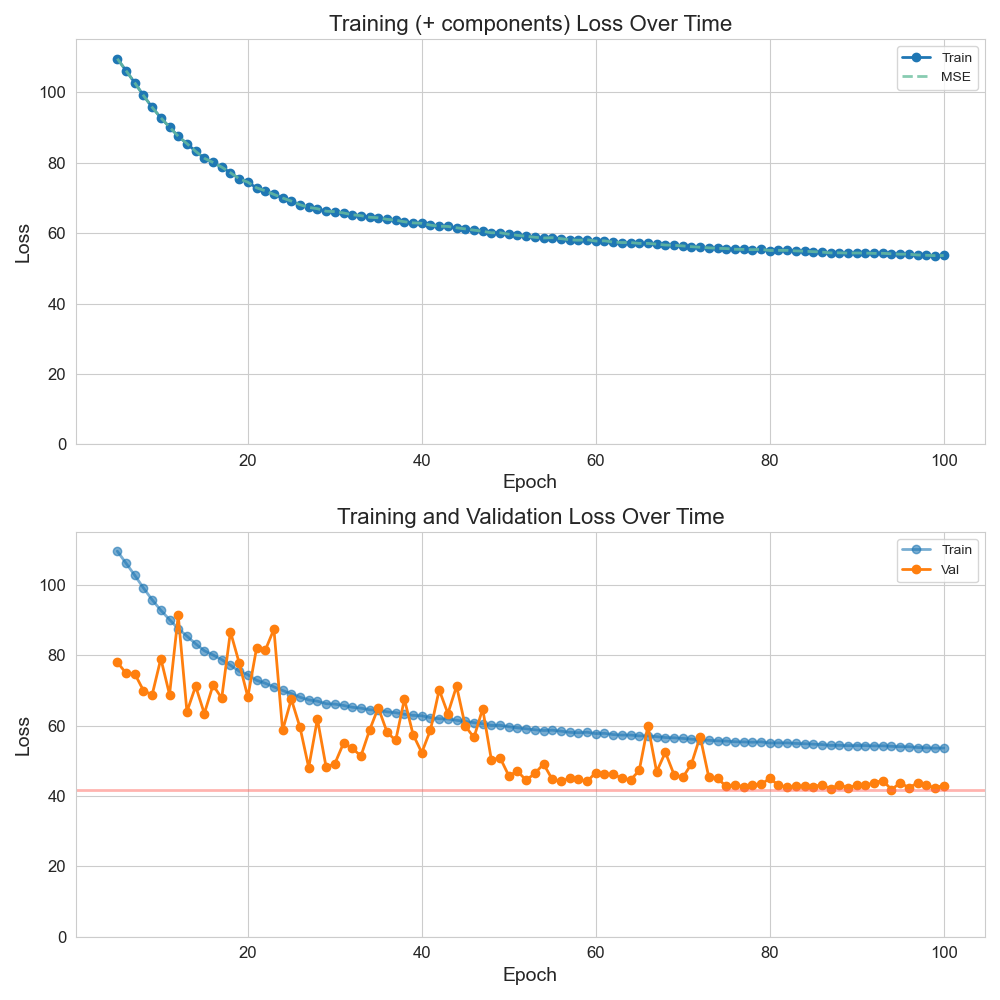 Training (+ components) Loss Over Time
Train
MSE
Loss
100
80
60
40
20
0
20 40 60 80 100
Epoch
Training and Validation Loss Over Time
Train
Val
Loss
100
80
60
40
20
0
20 40 60 80 100
Epoch